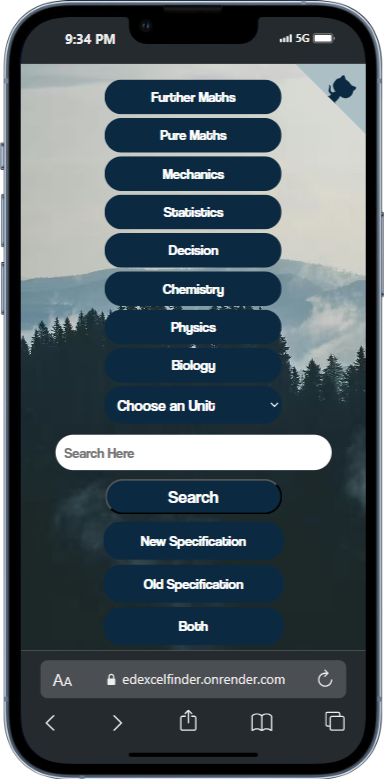 9:34 PM
5G
Further Maths
Pure Maths
Mechanics
Statistics
Decision
Chemistry
Physics
Biology
Choose an Unit
Search Here
Search
New Specification
Old Specification
Both
AA
edexcelfinder.onrender.com